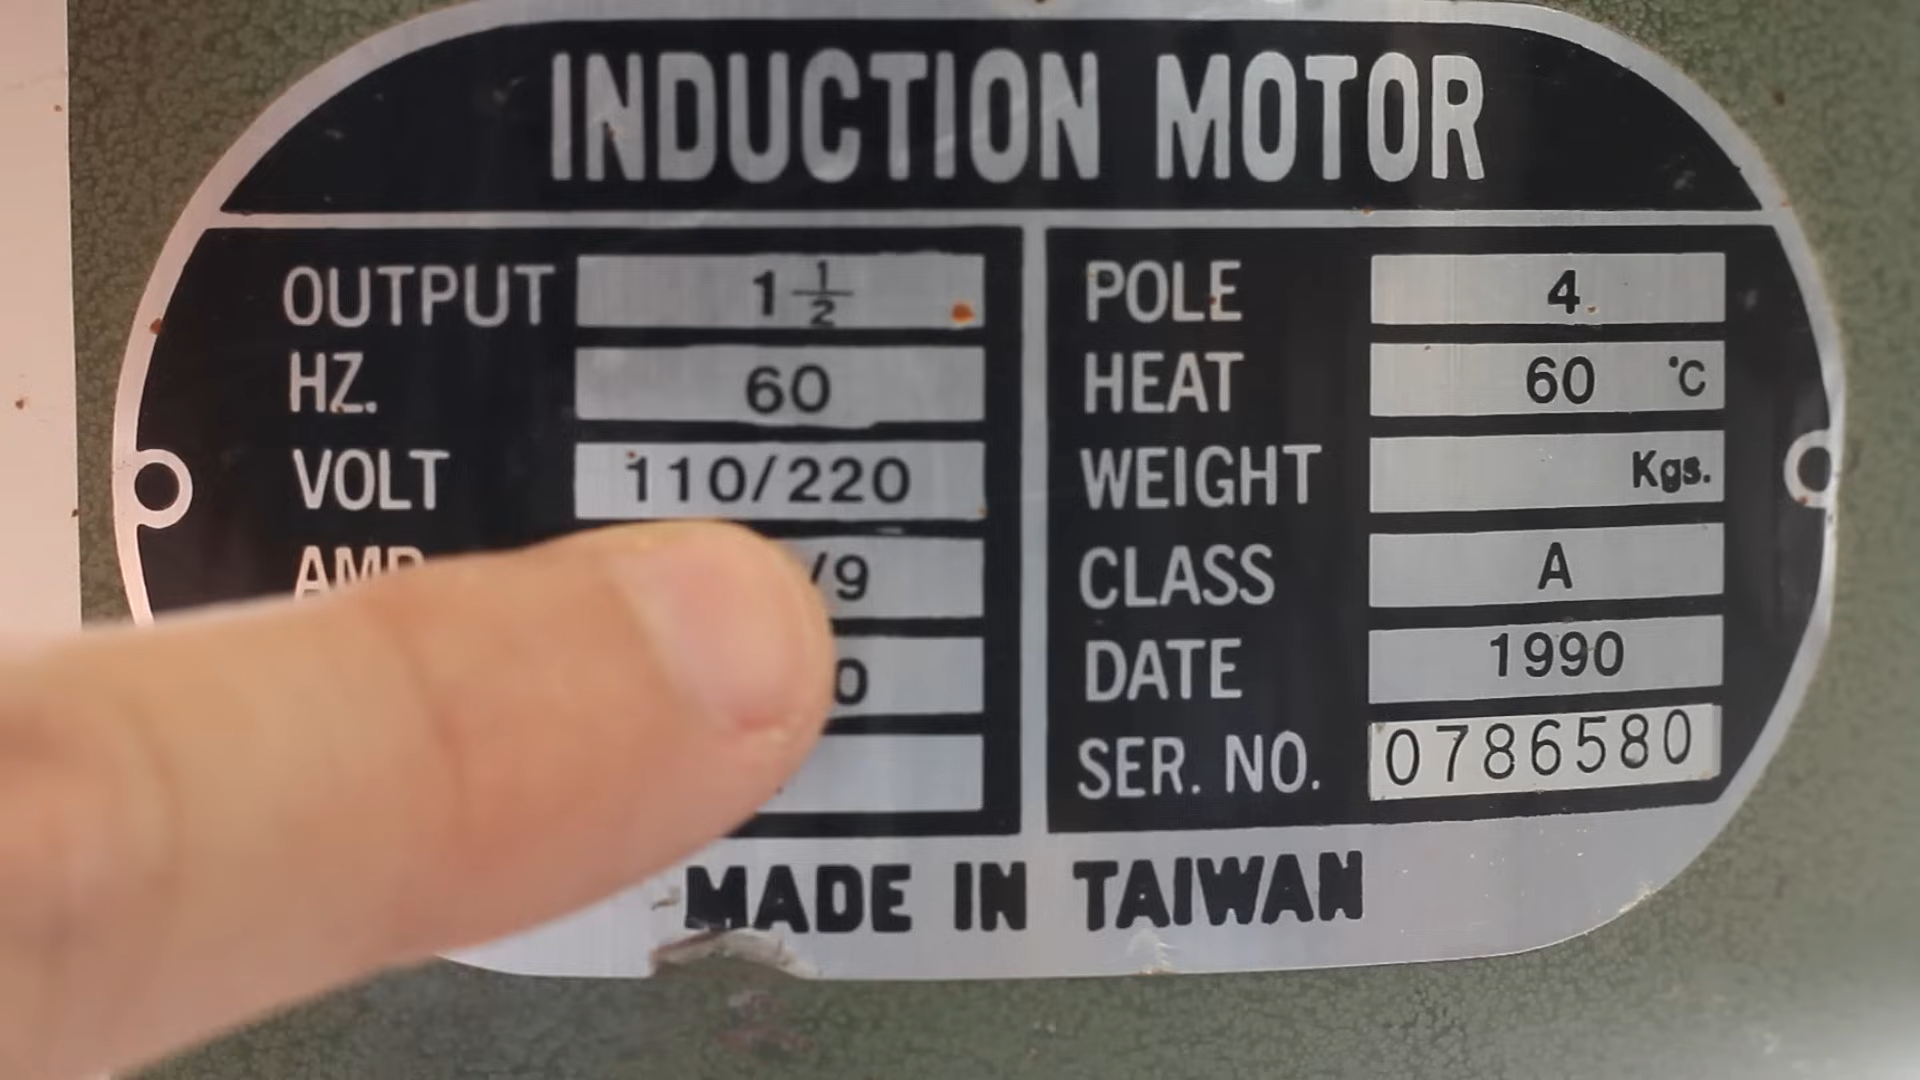 INDUCTION MOTOR
OUTPUT 1 1/2
HZ. 60
VOLT 110/220
/9
0
POLE 4
HEAT 60 °C
WEIGHT Kgs.
CLASS A
DATE 1990
SER. NO. 0786580
MADE IN TAIWAN